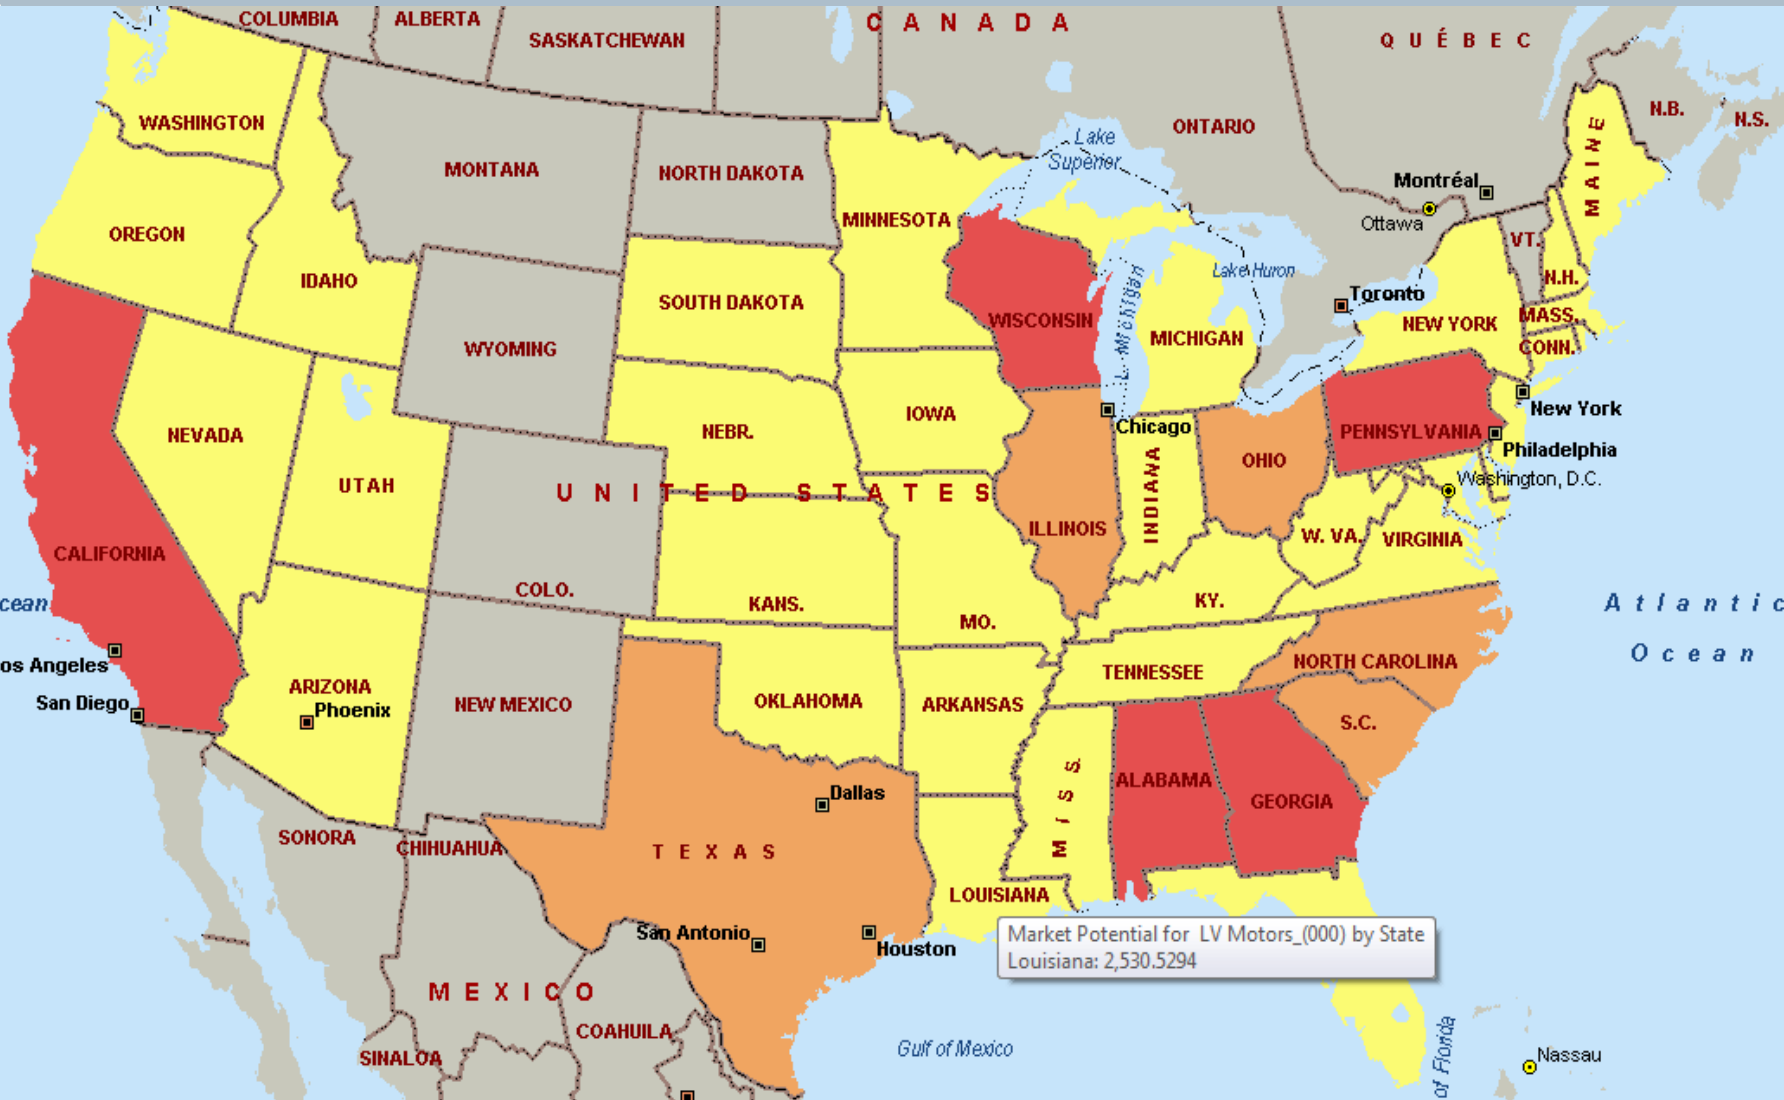 COLUMBIA
ALBERTA
SASKATCHEWAN
CANADA
QUÉBEC
ONTARIO
N.B.
N.S.
WASHINGTON
MONTANA
NORTH DAKOTA
Lake
Superior
MAINE
Montréal
Ottawa
OREGON
MINNESOTA
VT.
IDAHO
SOUTH DAKOTA
Lake Huron
N.H.
Toronto
WISCONSIN
L. Michigan
MICHIGAN
NEW YORK
MASS.
CONN.
WYOMING
NEVADA
NEBR.
IOWA
Chicago
PENNSYLVANIA
New York
Philadelphia
OHIO
Washington, D.C.
UTAH
UNITED STATES
ILLINOIS
INDIANA
W. VA.
VIRGINIA
CALIFORNIA
COLO.
KANS.
MO.
KY.
cean
Atlantic
Ocean
os Angeles
San Diego
ARIZONA
Phoenix
NEW MEXICO
OKLAHOMA
ARKANSAS
TENNESSEE
NORTH CAROLINA
S.C.
MISS.
ALABAMA
GEORGIA
Dallas
TEXAS
SONORA
CHIHUAHUA
LOUISIANA
San Antonio
Houston
Market Potential for LV Motors_(000) by State
Louisiana: 2,530.5294
MEXICO
COAHUILA
SINALOA
Gulf of Mexico
of Florida
Nassau